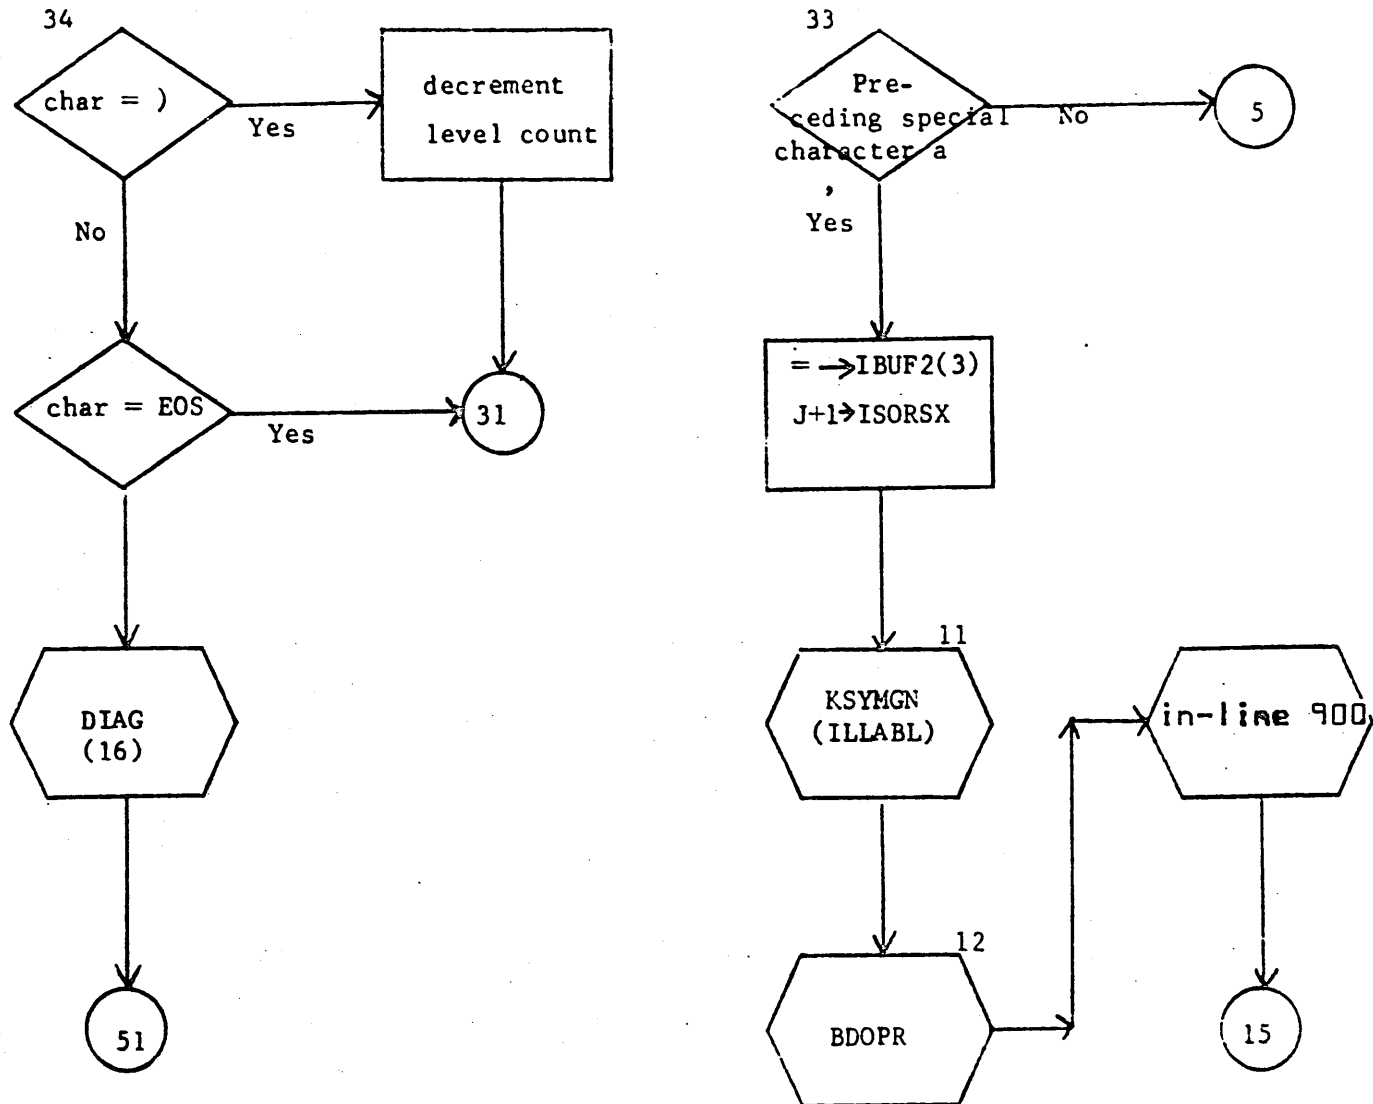 34
char = )
Yes
decrement
level count
No
char = EOS
Yes
31
DIAG
(16)
51
33
Pre-
ceding special
character a
,
No
5
Yes
= →IBUF2(3)
J+1→ISORSX
11
KSYMGN
(ILLABL)
12
BDOPR
in-line 900
15